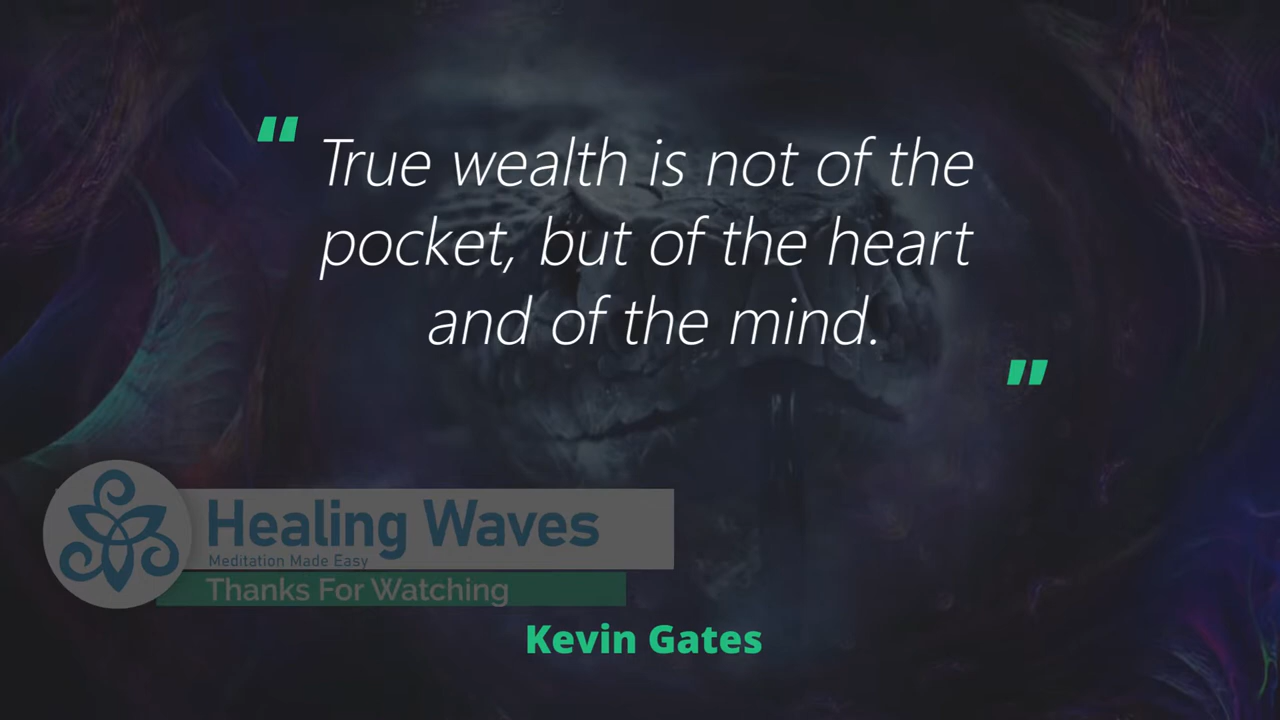 " True wealth is not of the
pocket, but of the heart
and of the mind. "
Healing Waves
Meditation Made Easy
Thanks For Watching
Kevin Gates